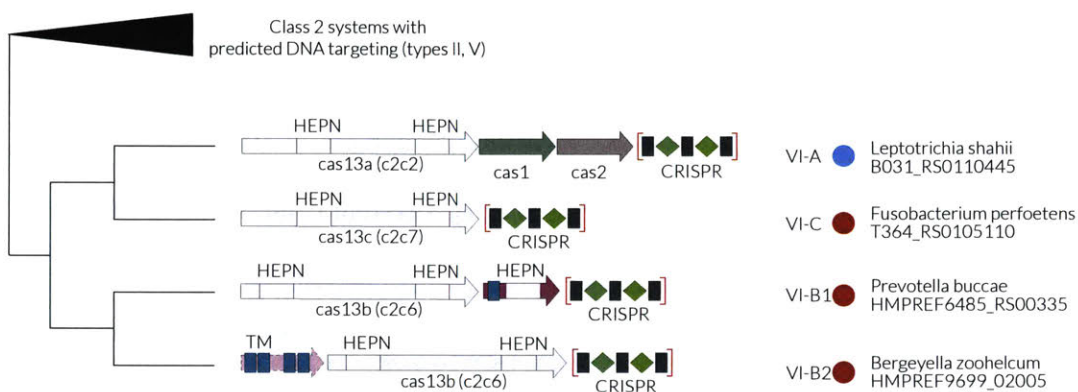 Class 2 systems with
predicted DNA targeting (types II, V)
HEPN HEPN
cas13a (c2c2) cas1 cas2 CRISPR
VI-A Leptotrichia shahii
B031_RS0110445
HEPN HEPN
cas13c (c2c7) CRISPR
VI-C Fusobacterium perfoetens
T364_RS0105110
HEPN HEPN HEPN
cas13b (c2c6) CRISPR
VI-B1 Prevotella buccae
HMPREF6485_RS00335
TM HEPN HEPN
cas13b (c2c6) CRISPR
VI-B2 Bergeyella zoohelcum
HMPREF9699_02005